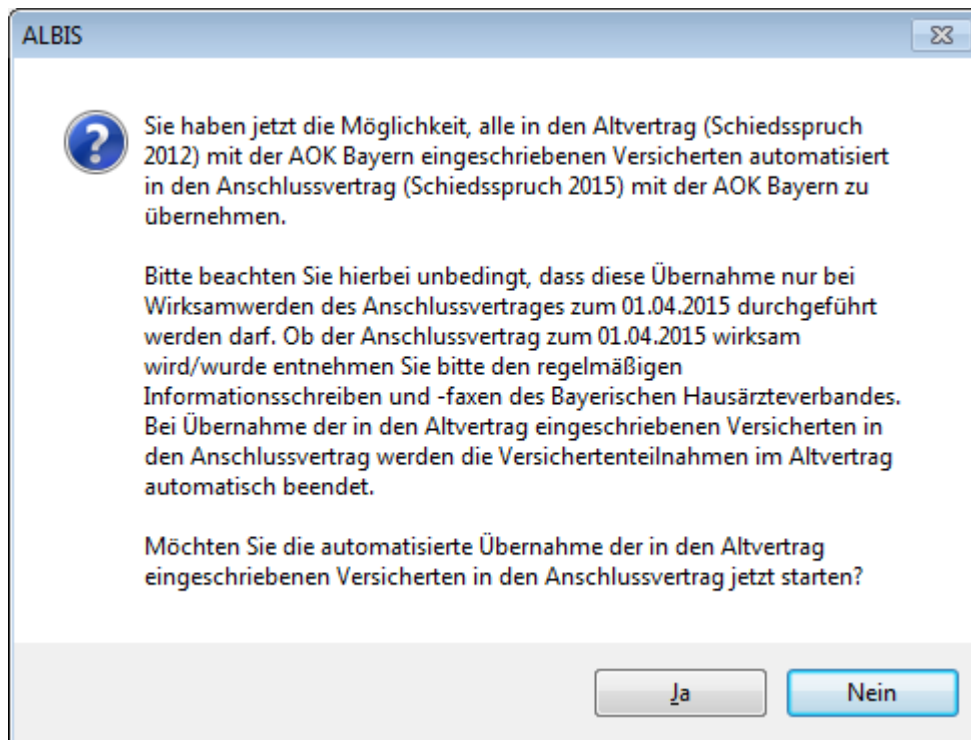 ALBIS
Sie haben jetzt die Möglichkeit, alle in den Altvertrag (Schiedsspruch
2012) mit der AOK Bayern eingeschriebenen Versicherten automatisiert
in den Anschlussvertrag (Schiedsspruch 2015) mit der AOK Bayern zu
übernehmen.
Bitte beachten Sie hierbei unbedingt, dass diese Übernahme nur bei
Wirksamwerden des Anschlussvertrages zum 01.04.2015 durchgeführt
werden darf. Ob der Anschlussvertrag zum 01.04.2015 wirksam
wird/wurde entnehmen Sie bitte den regelmäßigen
Informationsschreiben und -faxen des Bayerischen Hausärzteverbandes.
Bei Übernahme der in den Altvertrag eingeschriebenen Versicherten in
den Anschlussvertrag werden die Versichertenteilnahmen im Altvertrag
automatisch beendet.
Möchten Sie die automatisierte Übernahme der in den Altvertrag
eingeschriebenen Versicherten in den Anschlussvertrag jetzt starten?
Ja
Nein